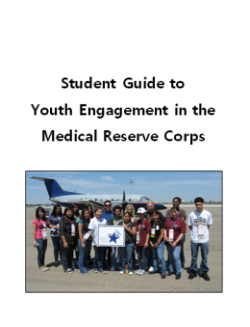 Student Guide to
Youth Engagement in the
Medical Reserve Corps